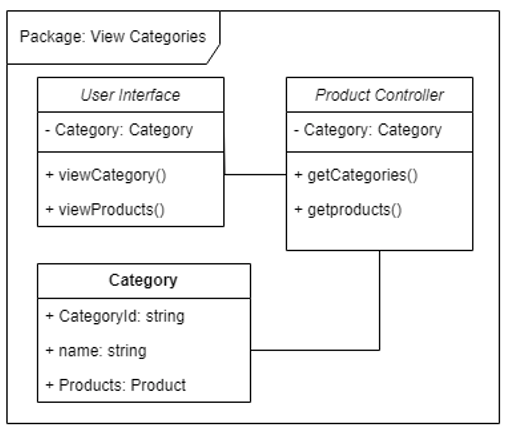 Package: View Categories
User Interface
- Category: Category
+ viewCategory()
+ viewProducts()
Product Controller
- Category: Category
+ getCategories()
+ getproducts()
Category
+ CategoryId: string
+ name: string
+ Products: Product